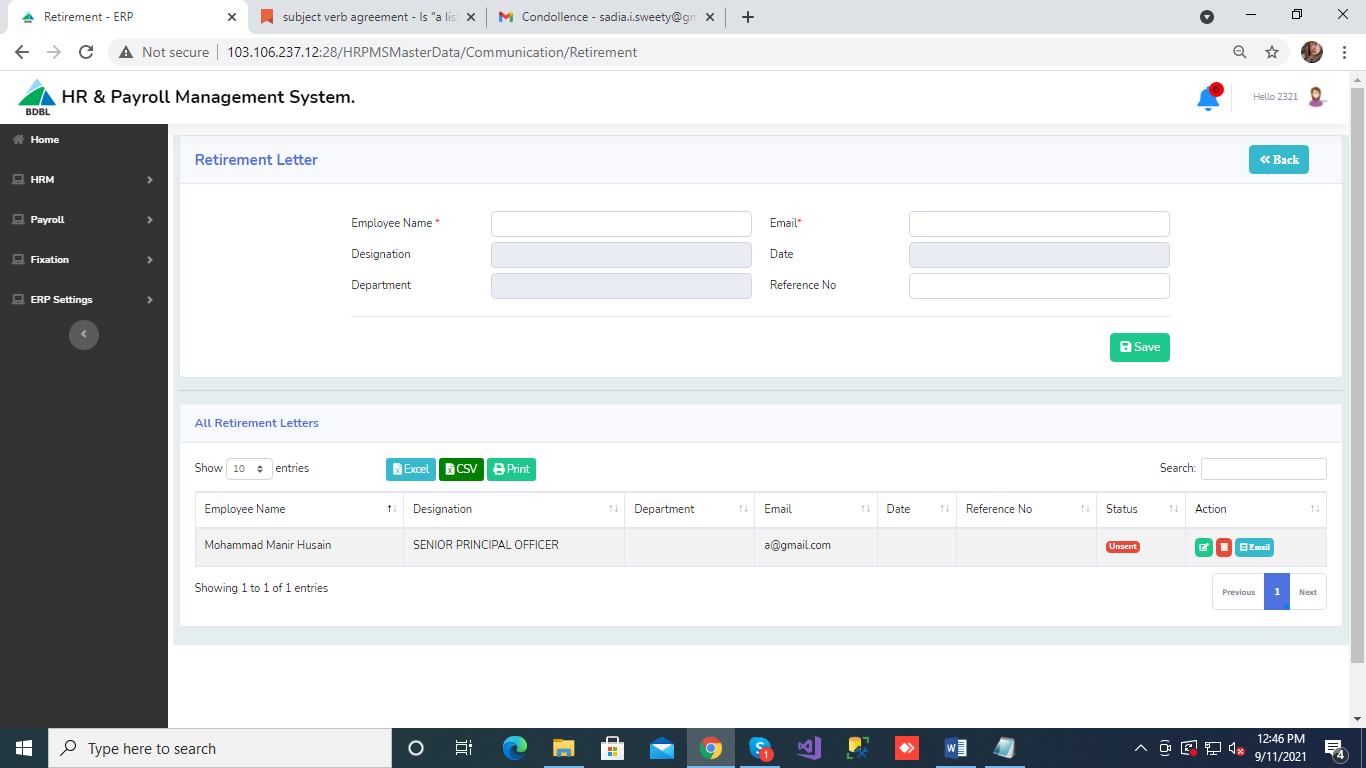 Retirement - ERP
subject verb agreement - Is "a lis
Condollence - sadia.i.sweety@gm
Not secure
103.106.237.12:28/HRPMSMasterData/Communication/Retirement
BDBL
HR & Payroll Management System.
6
Hello 2321
Home
HRM
Payroll
Fixation
ERP Settings
Retirement Letter
Back
Employee Name *
Email*
Designation
Date
Department
Reference No
Save
All Retirement Letters
Show 10 entries
Excel
CSV
Print
Search:
Employee Name Designation Department Email Date Reference No Status Action
Mohammad Manir Husain SENIOR PRINCIPAL OFFICER a@gmail.com Unsent Email
Showing 1 to 1 of 1 entries
Previous 1 Next
Type here to search
1
12:46 PM
9/11/2021
4